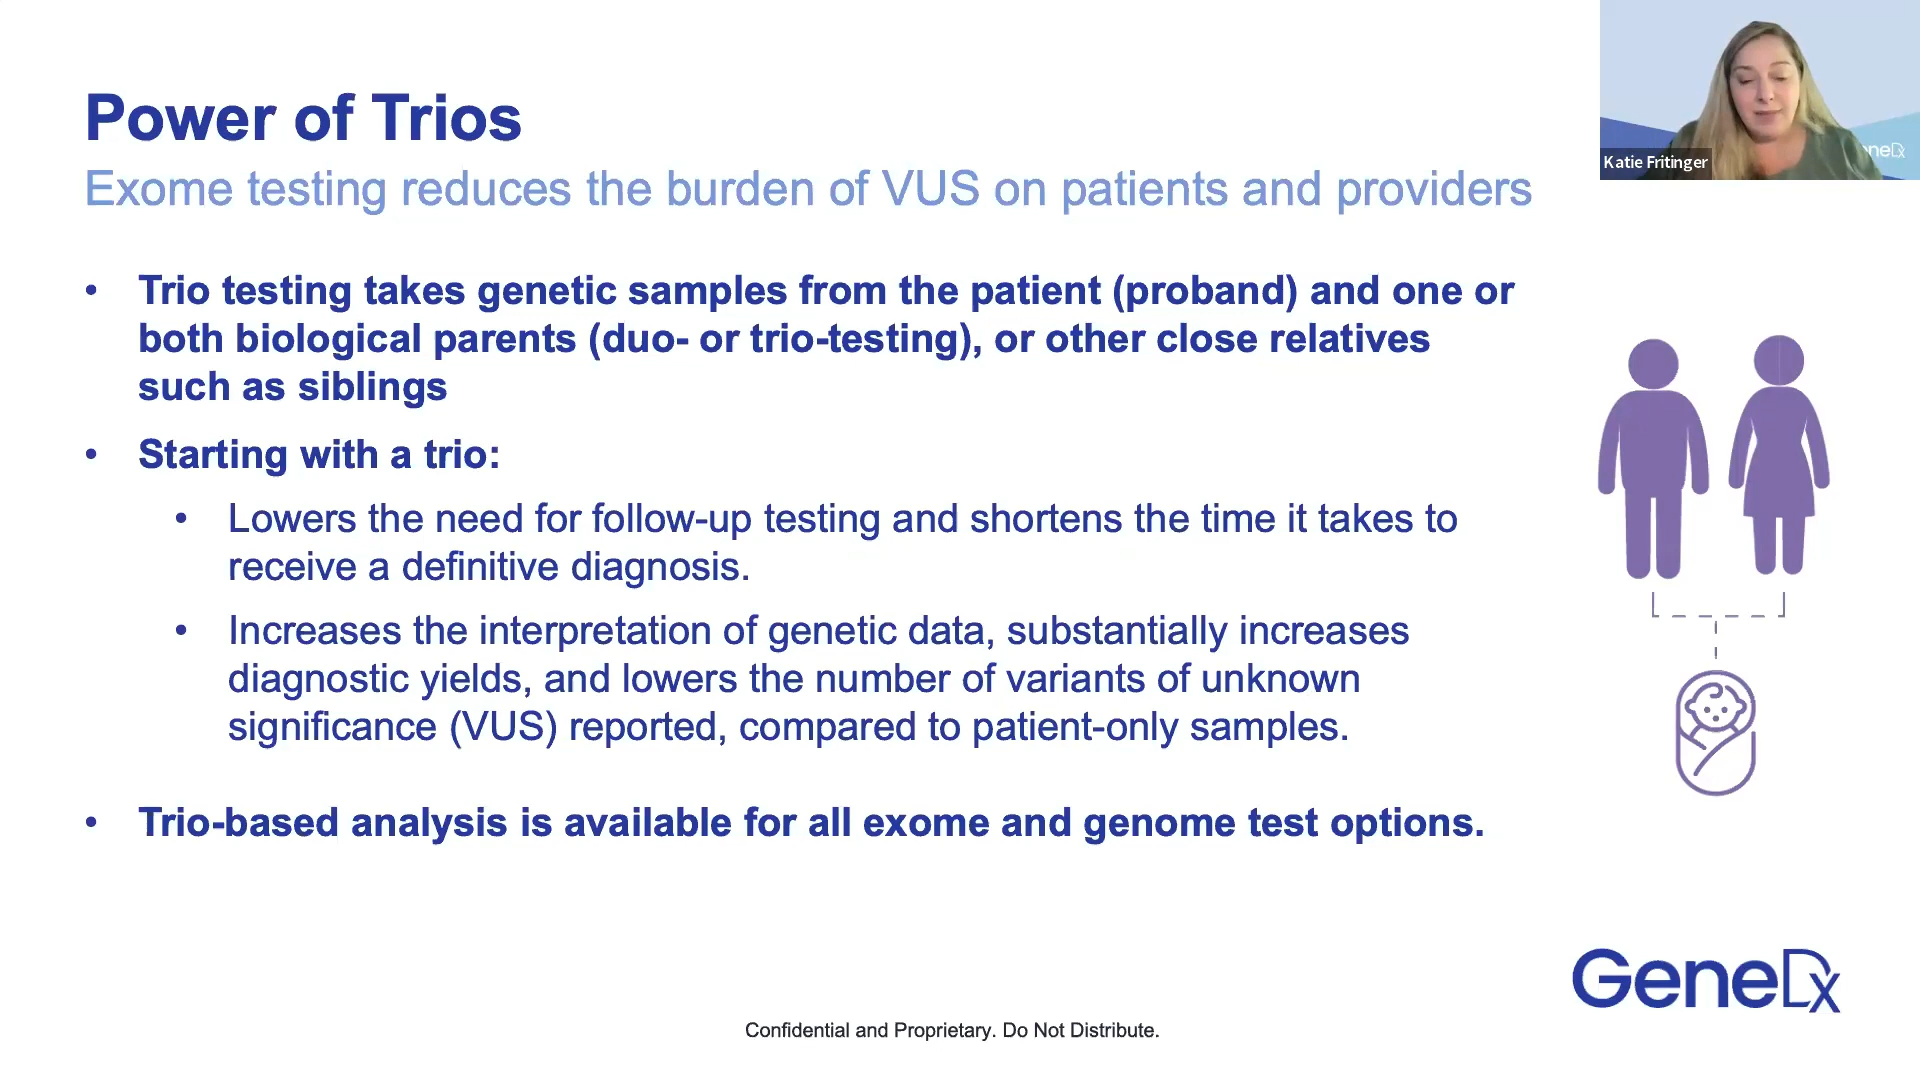 Power of Trios
Exome testing reduces the burden of VUS on patients and providers
Katie Fritinger
neDx
• Trio testing takes genetic samples from the patient (proband) and one or
both biological parents (duo- or trio-testing), or other close relatives
such as siblings
• Starting with a trio:
• Lowers the need for follow-up testing and shortens the time it takes to
receive a definitive diagnosis.
• Increases the interpretation of genetic data, substantially increases
diagnostic yields, and lowers the number of variants of unknown
significance (VUS) reported, compared to patient-only samples.
• Trio-based analysis is available for all exome and genome test options.
GeneDx
Confidential and Proprietary. Do Not Distribute.